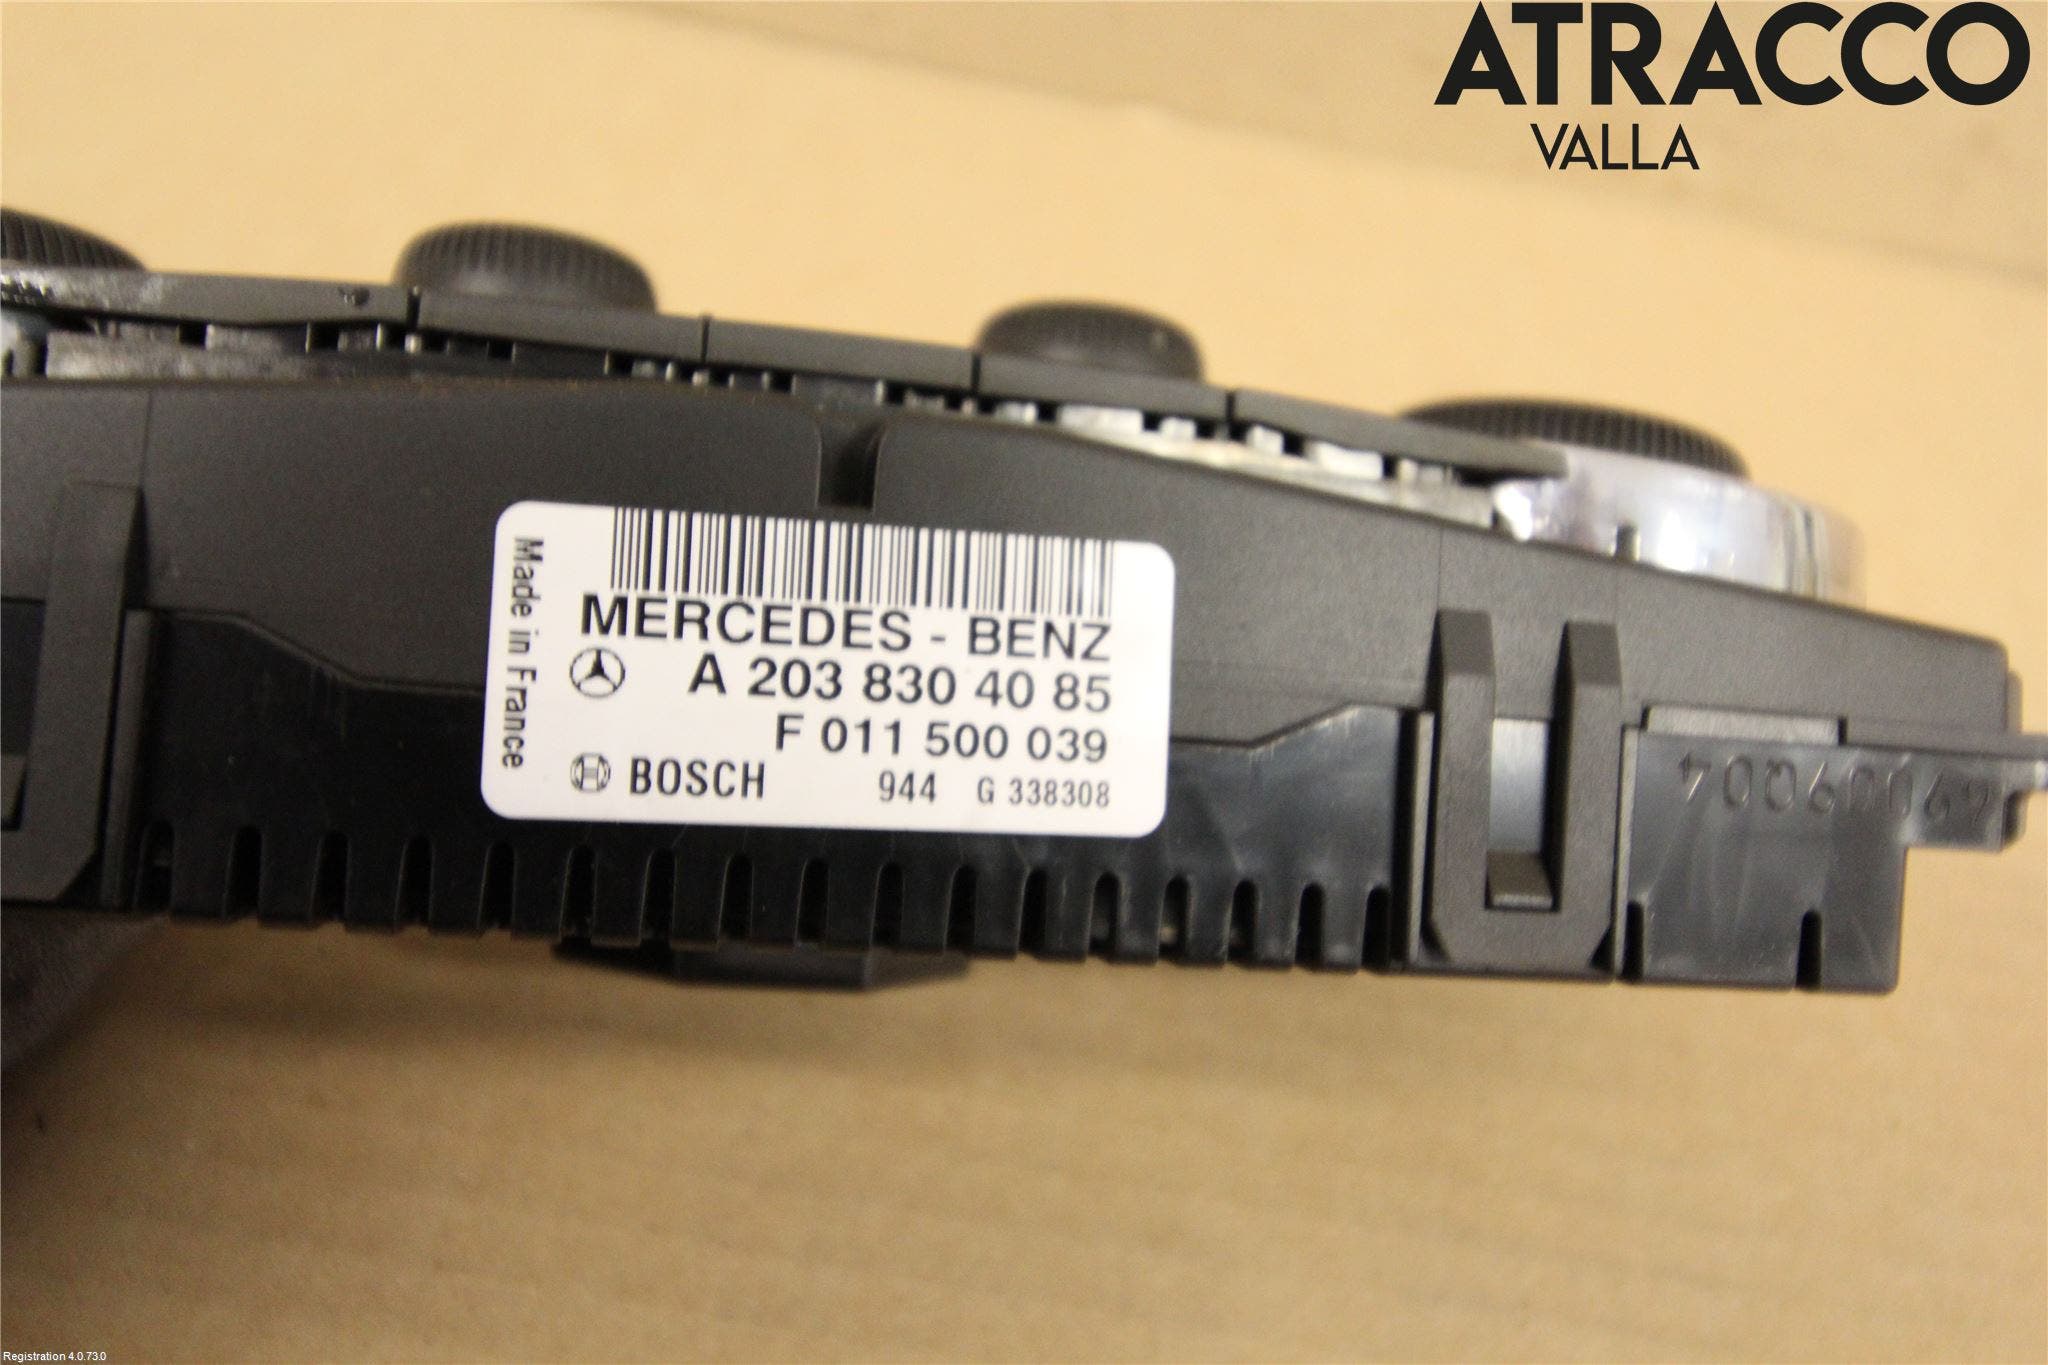 ATRACCO
VALLA
Made in France
MERCEDES - BENZ
A 203 830 40 85
F 011 500 039
BOSCH 944 G 338308
Registration 4.0.73.0